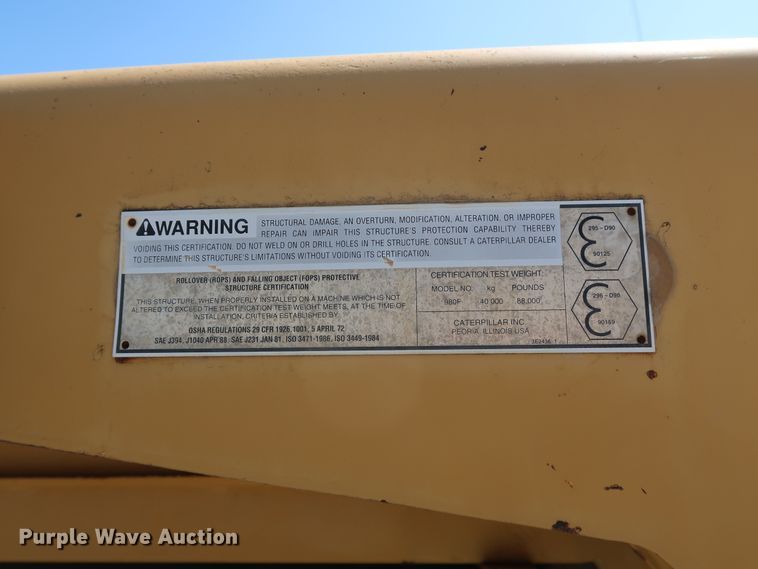 WARNING STRUCTURAL DAMAGE, AN OVERTURN, MODIFICATION, ALTERATION, OR IMPROPER
REPAIR CAN IMPAIR THIS STRUCTURE'S PROTECTION CAPABILITY THEREBY
VOIDING THIS CERTIFICATION. DO NOT WELD ON OR DRILL HOLES IN THE STRUCTURE. CONSULT A CATERPILLAR DEALER
TO DETERMINE THIS STRUCTURE'S LIMITATIONS WITHOUT VOIDING ITS CERTIFICATION.
ROLLOVER (ROPS) AND FALLING OBJECT (FOPS) PROTECTIVE
STRUCTURE CERTIFICATION
THIS STRUCTURE, WHEN PROPERLY INSTALLED ON A MACHINE WHICH IS NOT
ALTERED TO EXCEED THE CERTIFICATION TEST WEIGHT MEETS, AT THE TIME OF
INSTALLATION, CRITERIA ESTABLISHED BY:
OSHA REGULATIONS 29 CFR 1926.1001, 5 APRIL 72
SAE J394, J1040 APR 88, SAE J231 JAN 81, ISO 3471-1986, ISO 3449-1984
CERTIFICATION TEST WEIGHT:
MODEL NO. kg POUNDS
980F 40 000 88,000
CATERPILLAR INC.
PEORIA, ILLINOIS USA
295-D90
90125
296-D90
90169
Purple Wave Auction